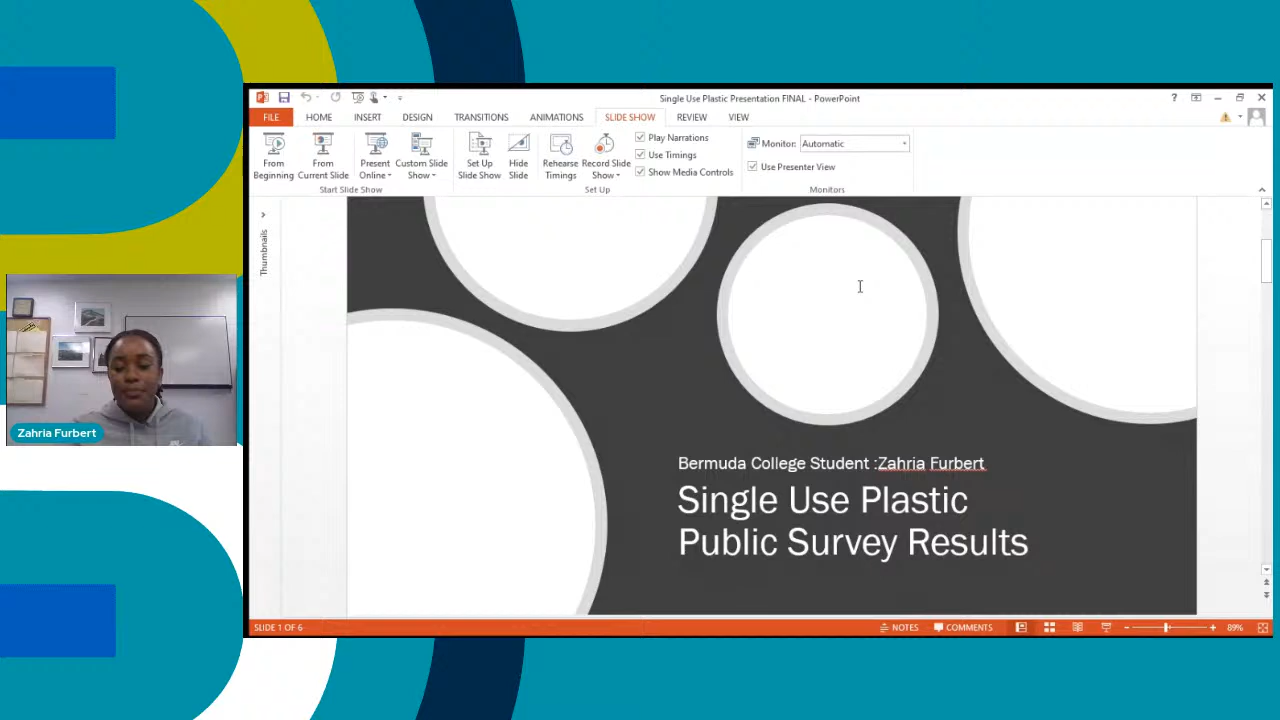 Single Use Plastic Presentation FINAL - PowerPoint
?
FILE
HOME
INSERT
DESIGN
TRANSITIONS
ANIMATIONS
SLIDE SHOW
REVIEW
VIEW
From
Beginning
From
Current Slide
Present
Online
Custom Slide
Show
Set Up
Slide Show
Hide
Slide
Rehearse
Timings
Record Slide
Show
Play Narrations
Use Timings
Show Media Controls
Monitor: Automatic
Use Presenter View
Start Slide Show
Set Up
Monitors
Thumbnails
Zahria Furbert
Bermuda College Student :Zahria Furbert
Single Use Plastic
Public Survey Results
SLIDE 1 OF 6
NOTES
COMMENTS
89%